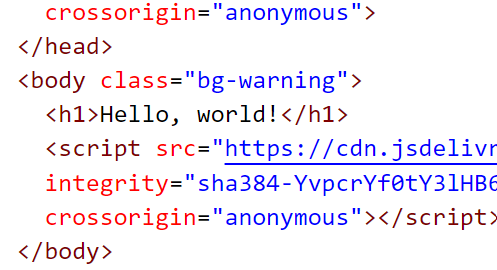 crossorigin="anonymous">
</head>
<body class="bg-warning">
<h1>Hello, world!</h1>
<script src="https://cdn.jsdelivr
integrity="sha384-YvpcrYf0tY3lHB6
crossorigin="anonymous"></script>
</body>